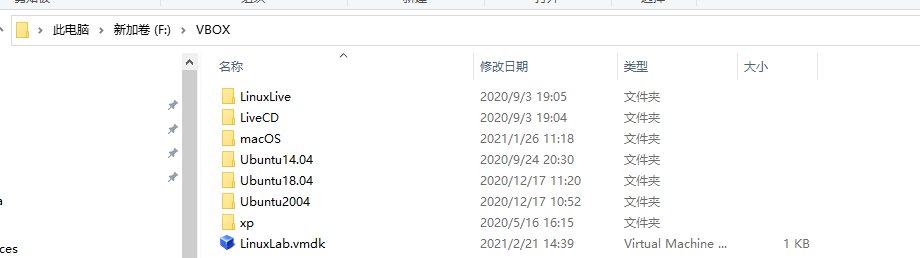 此电脑 > 新加卷 (F:) > VBOX
名称 修改日期 类型 大小
LinuxLive 2020/9/3 19:05 文件夹
LiveCD 2020/9/3 19:04 文件夹
macOS 2021/1/26 11:18 文件夹
Ubuntu14.04 2020/9/24 20:30 文件夹
Ubuntu18.04 2020/12/17 11:20 文件夹
Ubuntu2004 2020/12/17 10:52 文件夹
xp 2020/5/16 16:15 文件夹
LinuxLab.vmdk 2021/2/21 14:39 Virtual Machine ... 1 KB
a
ces